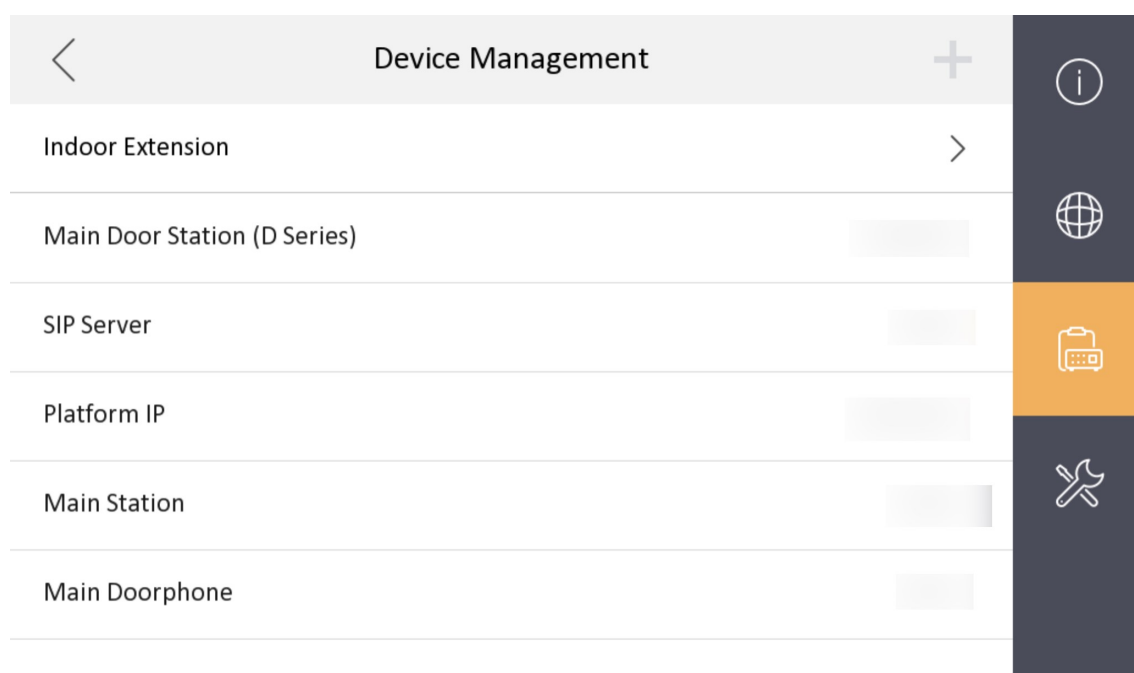 Device Management
Indoor Extension
Main Door Station (D Series)
SIP Server
Platform IP
Main Station
Main Doorphone